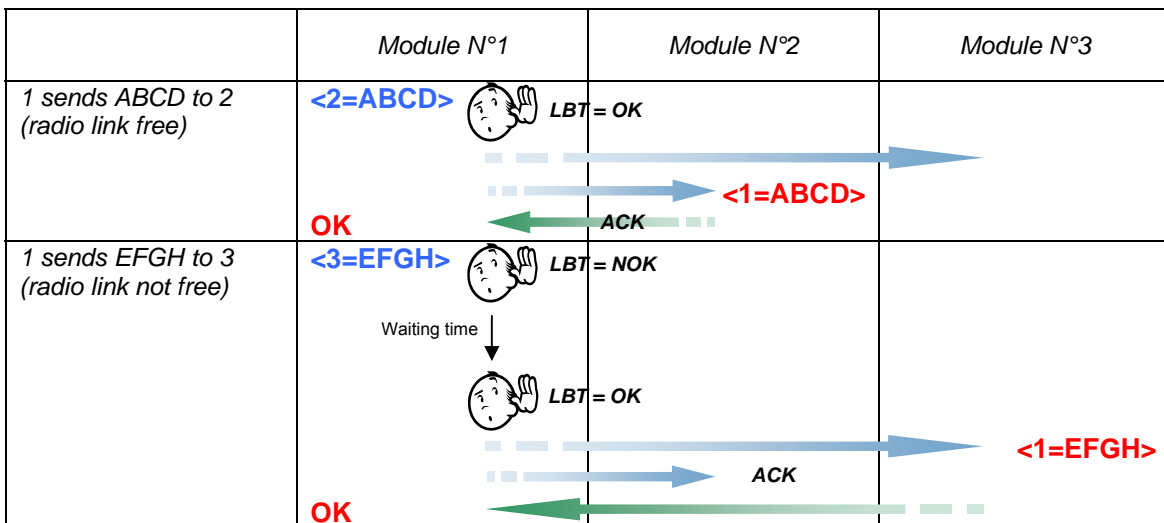 Module N°1 Module N°2 Module N°3
1 sends ABCD to 2
(radio link free)
<2=ABCD>
LBT = OK
<1=ABCD>
OK
ACK
1 sends EFGH to 3
(radio link not free)
<3=EFGH>
LBT = NOK
Waiting time
LBT = OK
<1=EFGH>
ACK
OK